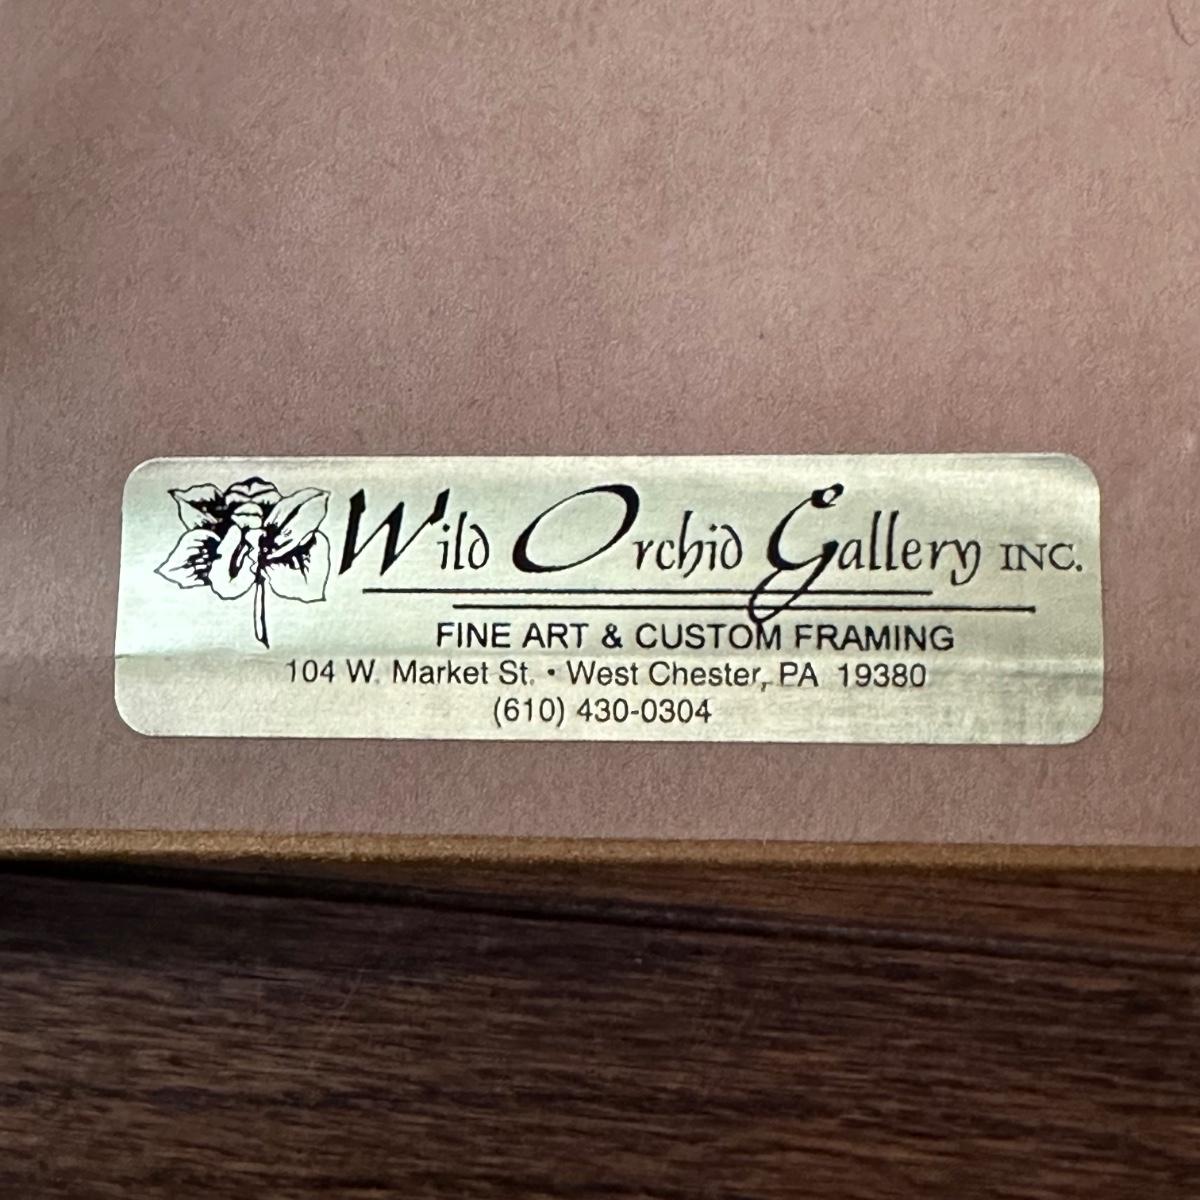 Wild Orchid Gallery INC.
FINE ART & CUSTOM FRAMING
104 W. Market St. • West Chester, PA 19380
(610) 430-0304